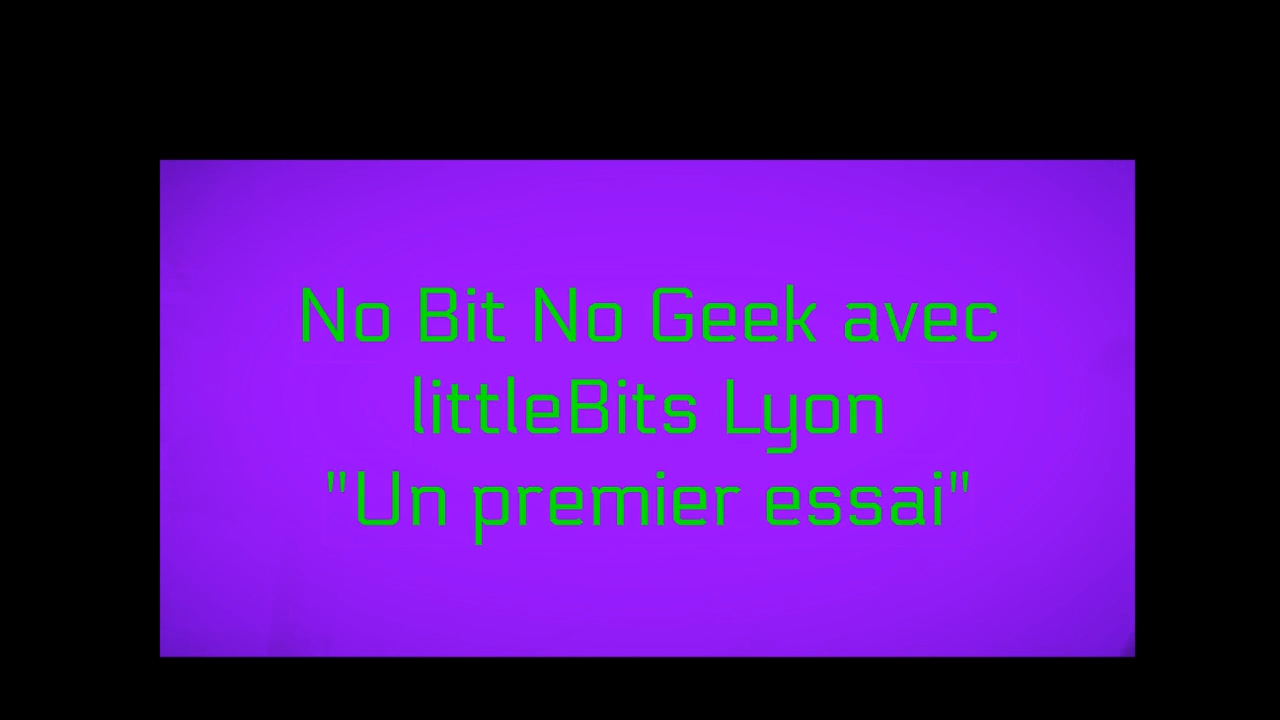 No Bit No Geek avec
littleBits Lyon
"Un premier essai"